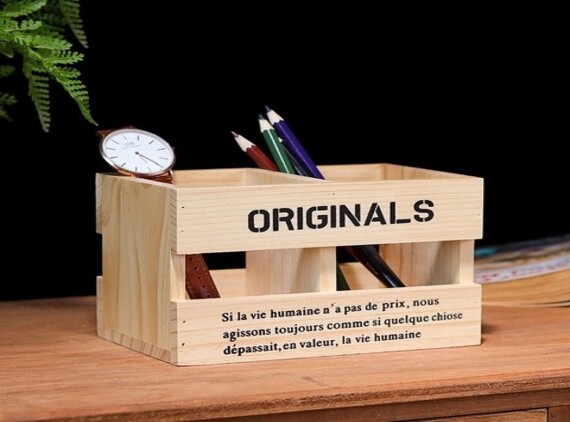 ORIGINALS
Si la vie humaine n'a pas de prix, nous
agissons toujours comme si quelque chiose
dépassait,en valeur, la vie humaine